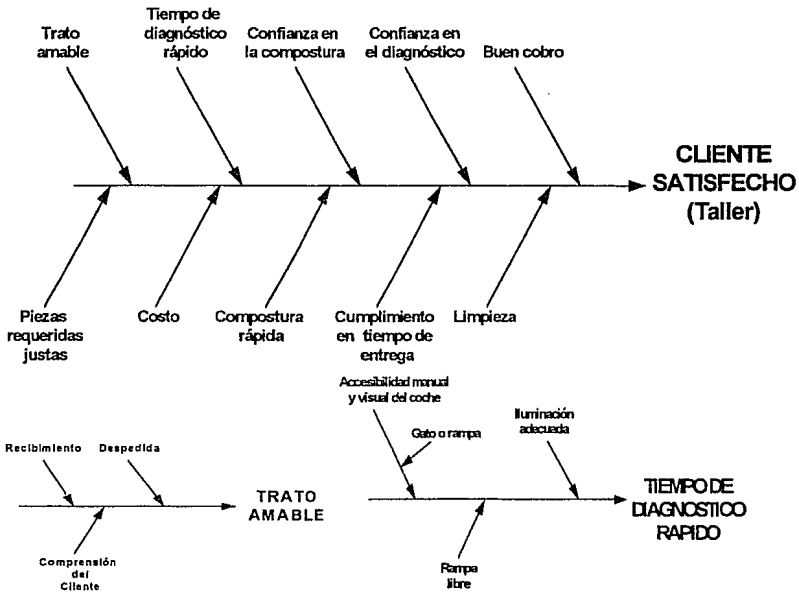 Trato
amable
Tiempo de
diagnóstico
rápido
Confianza en
la compostura
Confianza en
el diagnóstico
Buen cobro
CLIENTE
SATISFECHO
(Taller)
Piezas
requeridas
justas
Costo
Compostura
rápida
Cumplimiento
en tiempo de
entrega
Limpieza
Recibimiento
Despedida
TRATO
AMABLE
Comprensión
del
Cliente
Accesibilidad manual
y visual del coche
Gato o rampa
Iluminación
adecuada
TIEMPO DE
DIAGNOSTICO
RAPIDO
Rampa
libre